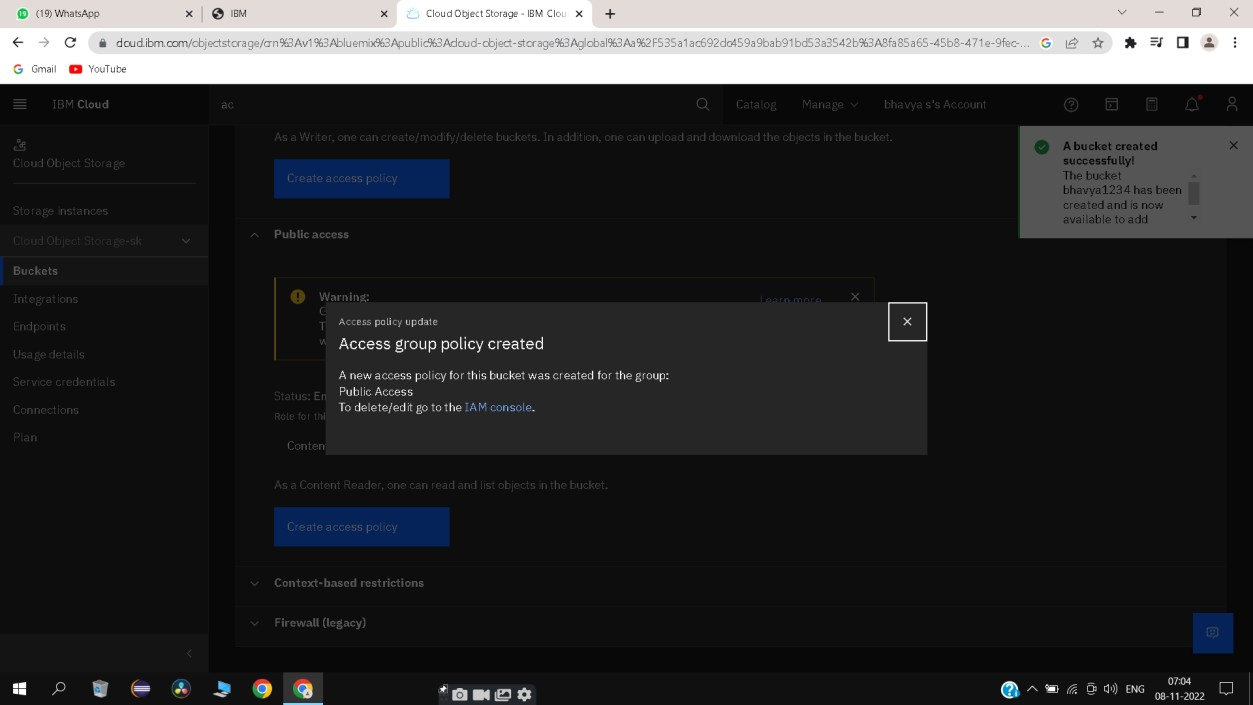 (19) WhatsApp
IBM
Cloud Object Storage - IBM Clou
cloud.ibm.com/objectstorage/crn%3Av1%3Abluemix%3Apublic%3Acloud-object-storage%3Aglobal%3Aa%2F535a1ac692dc459a9bab91bd53a3542b%3A8fa85a65-45b8-471e-9fec-...
Gmail
YouTube
IBM Cloud
ac
Catalog
Manage
bhavya s's Account
Cloud Object Storage
Storage instances
Cloud Object Storage-sk
Buckets
Integrations
Endpoints
Usage details
Service credentials
Connections
Plan
As a Writer, one can create/modify/delete buckets. In addition, one can upload and download the objects in the bucket.
Create access policy
A bucket created
successfully!
The bucket
bhavya1234 has been
created and is now
available to add
Public access
Warning:
Learn more
Access policy update
Access group policy created
A new access policy for this bucket was created for the group:
Public Access
To delete/edit go to the IAM console.
Status:
Role for
As a Content Reader, one can read and list objects in the bucket.
Create access policy
Context-based restrictions
Firewall (legacy)
ENG
07:04
08-11-2022